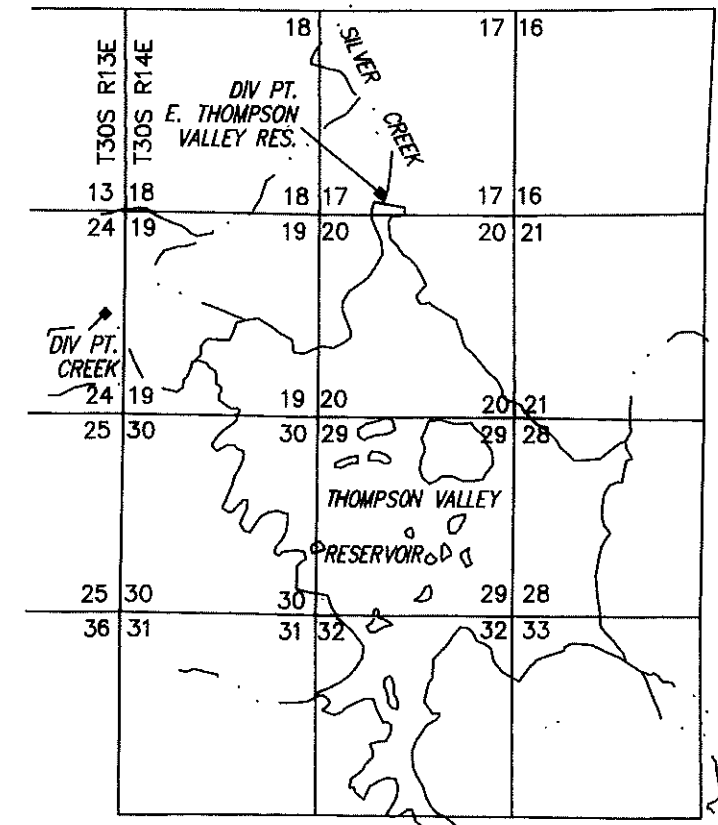 18
17 16
SILVER CREEK
T30S R13E
T30S R14E
DIV PT.
E. THOMPSON
VALLEY RES.
13 18
18 17
17 16
24 19
19 20
20 21
DIV PT.
CREEK
24 19
19 20
20 21
25 30
30 29
29 28
THOMPSON VALLEY
RESERVOIR
25 30
30
29 28
36 31
31 32
32 33